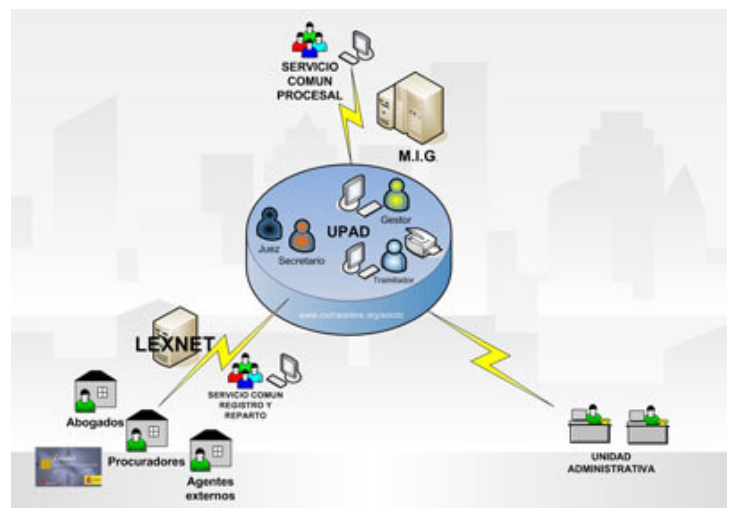 SERVICIO
COMUN
PROCESAL
M.I.G.
UPAD
Gestor
Juez
Secretario
Tramitador
LEXNET
SERVICIO COMUN
REGISTRO Y
REPARTO
Abogados
Procuradores
Agentes
externos
UNIDAD
ADMINISTRATIVA